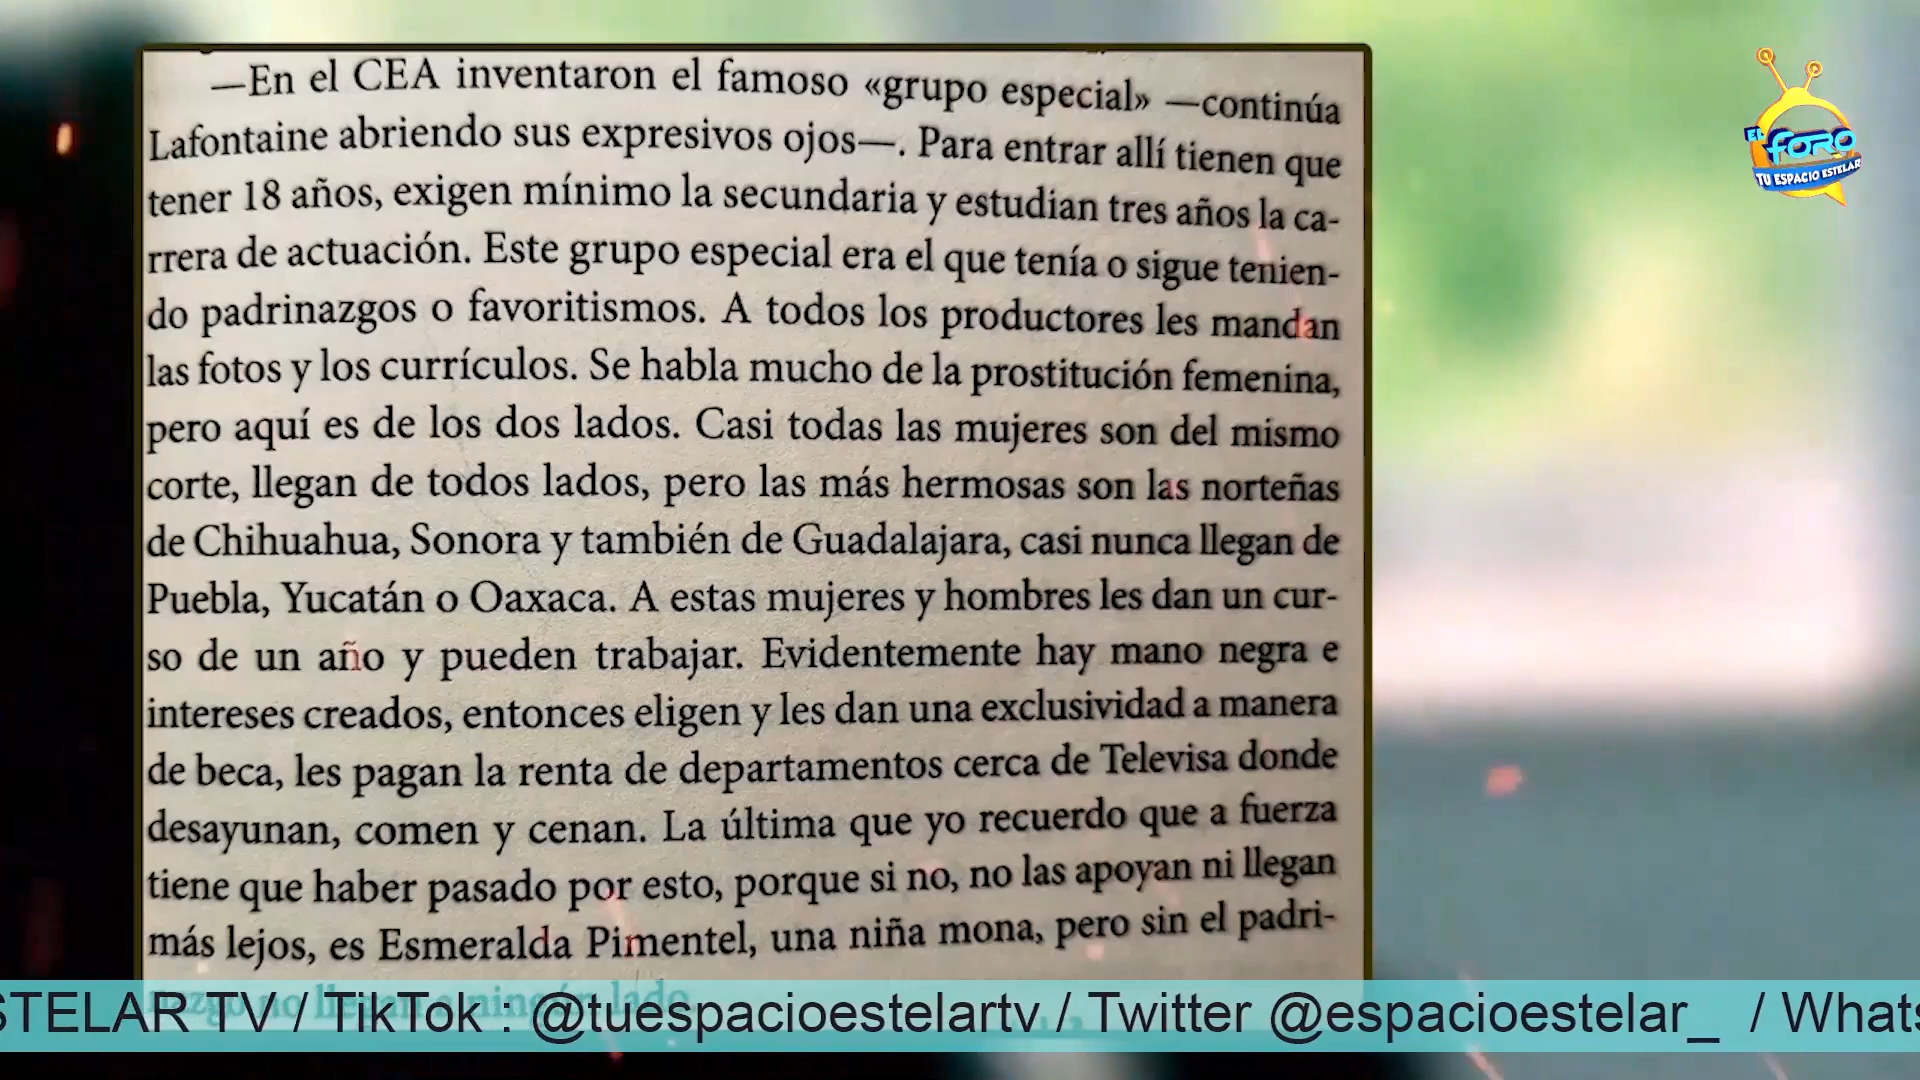 —En el CEA inventaron el famoso «grupo especial» —continúa
Lafontaine abriendo sus expresivos ojos—. Para entrar allí tienen que
tener 18 años, exigen mínimo la secundaria y estudian tres años la ca-
rrera de actuación. Este grupo especial era el que tenía o sigue tenien-
do padrinazgos o favoritismos. A todos los productores les mandan
las fotos y los currículos. Se habla mucho de la prostitución femenina,
pero aquí es de los dos lados. Casi todas las mujeres son del mismo
corte, llegan de todos lados, pero las más hermosas son las norteñas
de Chihuahua, Sonora y también de Guadalajara, casi nunca llegan de
Puebla, Yucatán o Oaxaca. A estas mujeres y hombres les dan un cur-
so de un año y pueden trabajar. Evidentemente hay mano negra e
intereses creados, entonces eligen y les dan una exclusividad a manera
de beca, les pagan la renta de departamentos cerca de Televisa donde
desayunan, comen y cenan. La última que yo recuerdo que a fuerza
tiene que haber pasado por esto, porque si no, no las apoyan ni llegan
más lejos, es Esmeralda Pimentel, una niña mona, pero sin el padri-
nazgo no llegan a ningún lado.
STELAR TV / TikTok : @tuespacioestelartv / Twitter @espacioestelar_ / Whats
EL FORO
TU ESPACIO ESTELAR